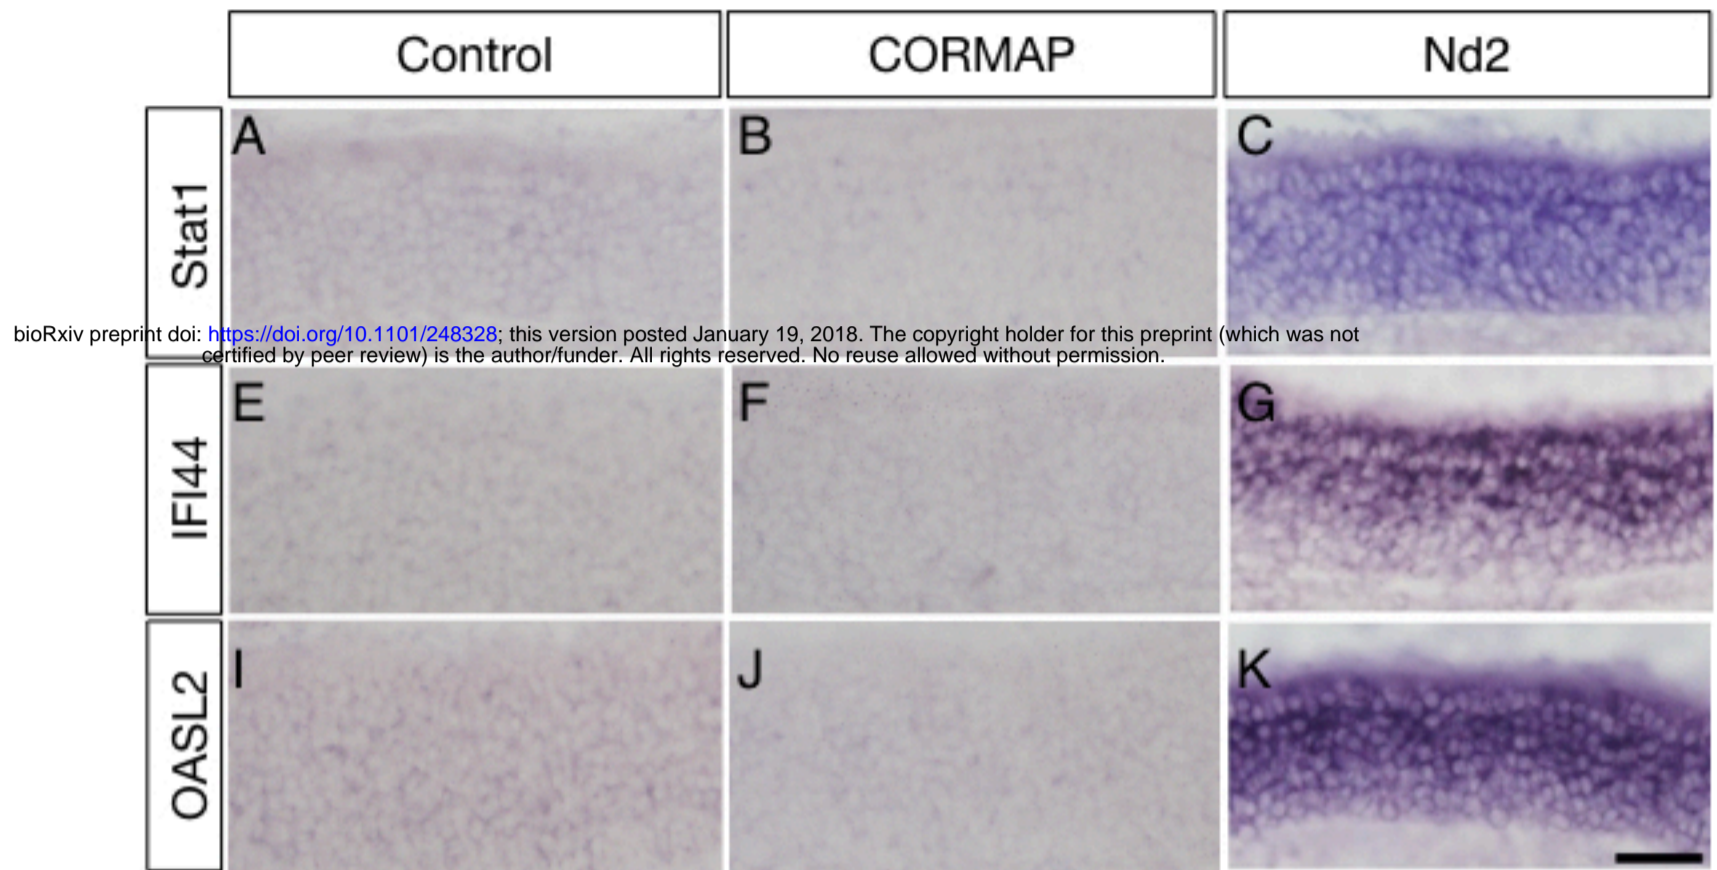 Control CORMAP Nd2
Stat1
A B C
bioRxiv preprint doi: https://doi.org/10.1101/248328; this version posted January 19, 2018. The copyright holder for this preprint (which was not
certified by peer review) is the author/funder. All rights reserved. No reuse allowed without permission.
IFI44
E F G
OASL2
I J K